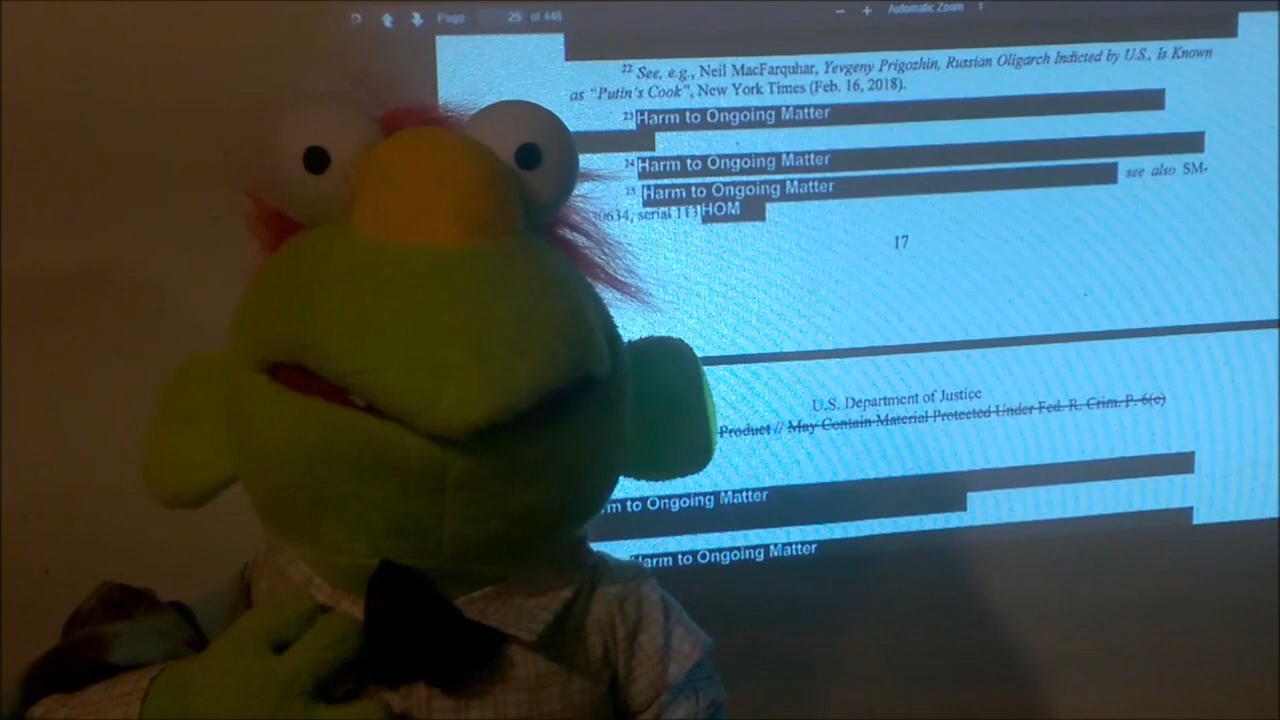 Page 25 of 448 − + Automatic Zoom
22 See, e.g., Neil MacFarquhar, Yevgeny Prigozhin, Russian Oligarch Indicted by U.S., Is Known
as “Putin’s Cook”, New York Times (Feb. 16, 2018).
23 Harm to Ongoing Matter
24 Harm to Ongoing Matter
25 Harm to Ongoing Matter see also SM-
30634, serial 113 HOM
17
U.S. Department of Justice
Product // May Contain Material Protected Under Fed. R. Crim. P. 6(e)
rm to Ongoing Matter
Harm to Ongoing Matter